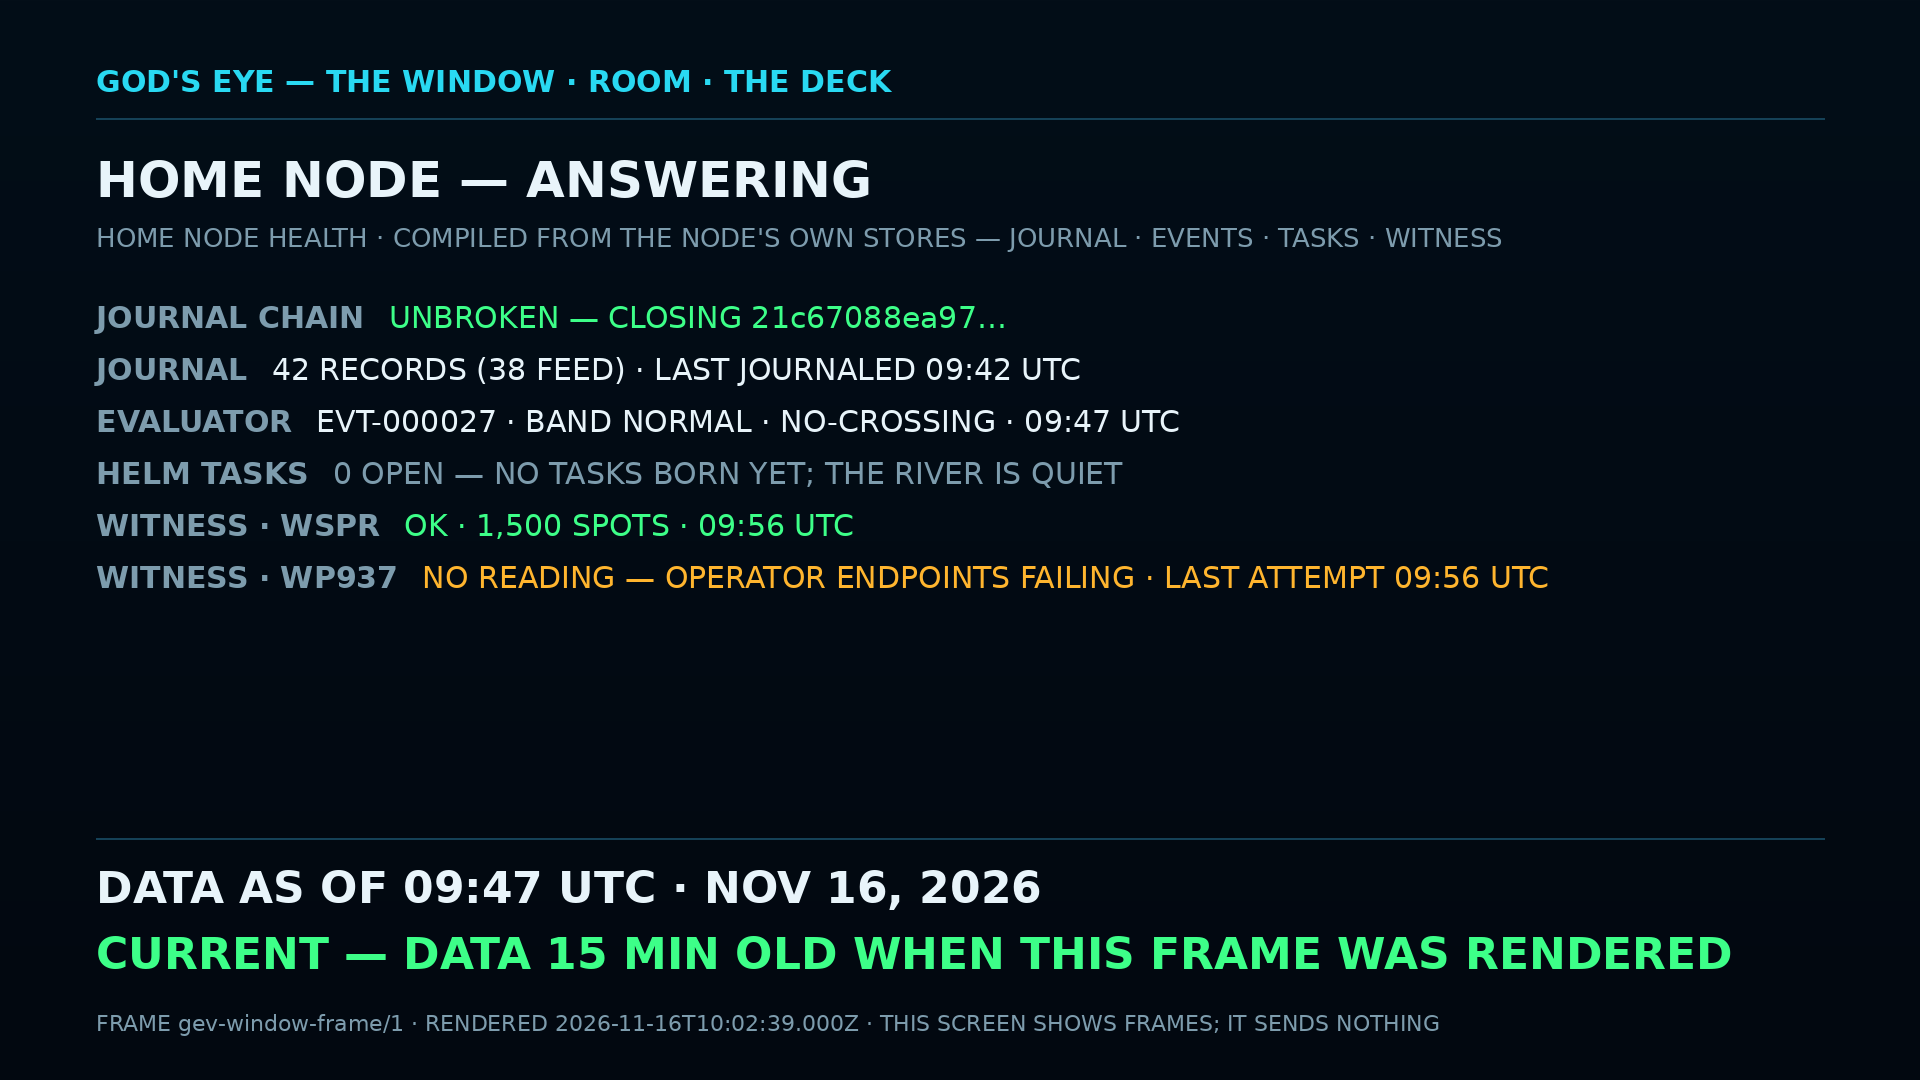 GOD'S EYE — THE WINDOW · ROOM · THE DECK
HOME NODE — ANSWERING
HOME NODE HEALTH · COMPILED FROM THE NODE'S OWN STORES — JOURNAL · EVENTS · TASKS · WITNESS
JOURNAL CHAIN UNBROKEN — CLOSING 21c67088ea97…
JOURNAL 42 RECORDS (38 FEED) · LAST JOURNALED 09:42 UTC
EVALUATOR EVT-000027 · BAND NORMAL · NO-CROSSING · 09:47 UTC
HELM TASKS 0 OPEN — NO TASKS BORN YET; THE RIVER IS QUIET
WITNESS · WSPR OK · 1,500 SPOTS · 09:56 UTC
WITNESS · WP937 NO READING — OPERATOR ENDPOINTS FAILING · LAST ATTEMPT 09:56 UTC
DATA AS OF 09:47 UTC · NOV 16, 2026
CURRENT — DATA 15 MIN OLD WHEN THIS FRAME WAS RENDERED
FRAME gev-window-frame/1 · RENDERED 2026-11-16T10:02:39.000Z · THIS SCREEN SHOWS FRAMES; IT SENDS NOTHING